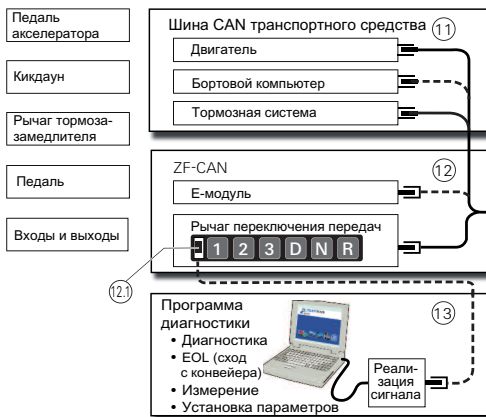 Педаль
акселератора
Кикдаун
Рычаг тормоза-
замедлителя
Педаль
Входы и выходы
Шина CAN транспортного средства 11
Двигатель
Бортовой компьютер
Тормозная система
ZF-CAN 12
Е-модуль
Рычаг переключения передач
1 2 3 D N R
12.1
13
Программа
диагностики
• Диагностика
• EOL (сход
с конвейера)
• Измерение
• Установка параметров
Реали-
зация
сигнала